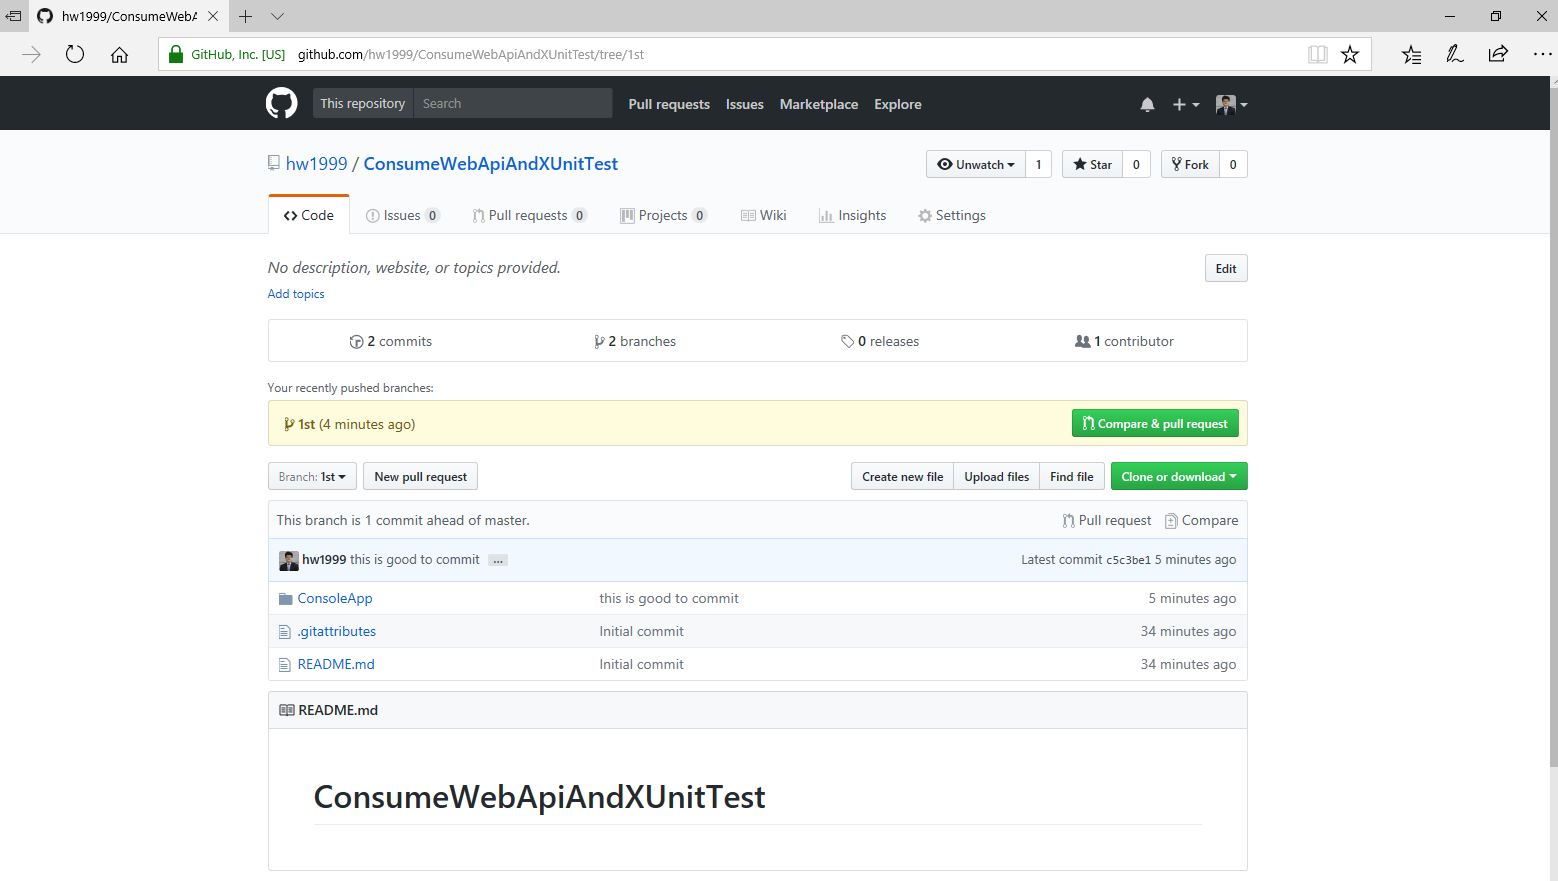 hw1999/ConsumeWebA
GitHub, Inc. [US] github.com/hw1999/ConsumeWebApiAndXUnitTest/tree/1st
This repository Search Pull requests Issues Marketplace Explore
hw1999 / ConsumeWebApiAndXUnitTest Unwatch 1 Star 0 Fork 0
Code Issues 0 Pull requests 0 Projects 0 Wiki Insights Settings
No description, website, or topics provided. Edit
Add topics
2 commits 2 branches 0 releases 1 contributor
Your recently pushed branches:
1st (4 minutes ago) Compare & pull request
Branch: 1st New pull request Create new file Upload files Find file Clone or download
This branch is 1 commit ahead of master. Pull request Compare
hw1999 this is good to commit ... Latest commit c5c3be1 5 minutes ago
ConsoleApp this is good to commit 5 minutes ago
.gitattributes Initial commit 34 minutes ago
README.md Initial commit 34 minutes ago
README.md
ConsumeWebApiAndXUnitTest